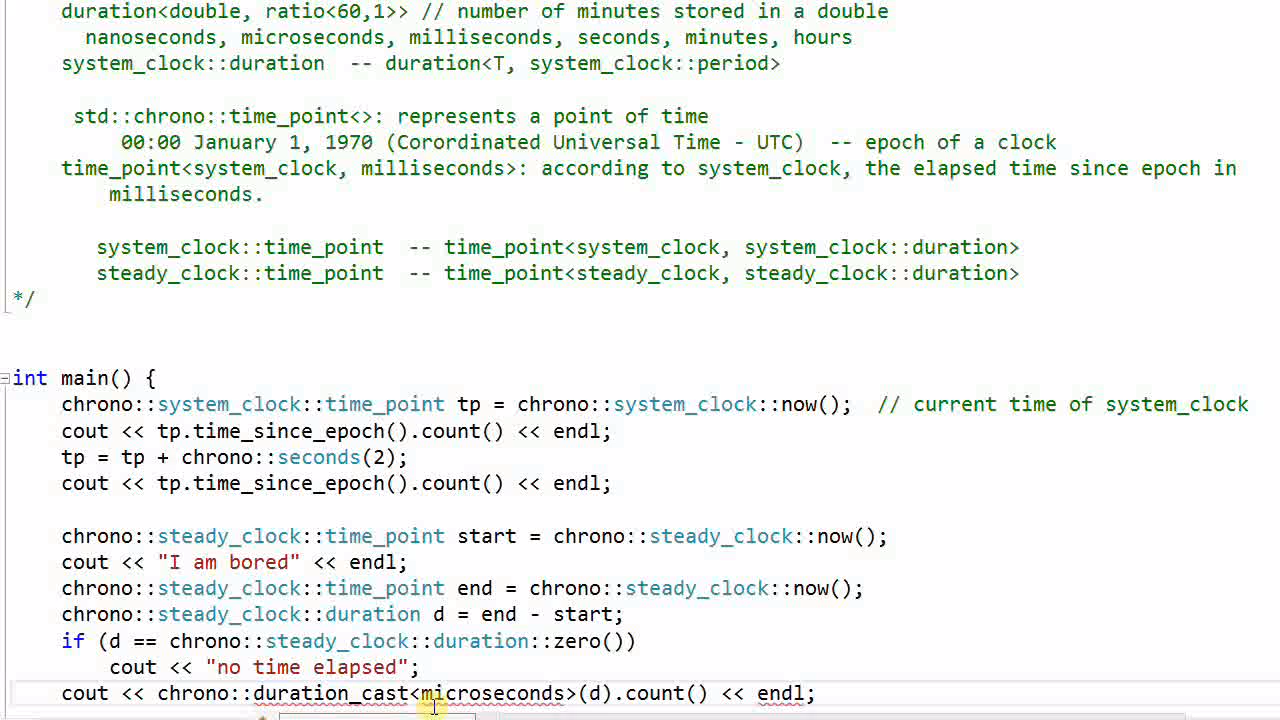 duration<double, ratio<60,1>> // number of minutes stored in a double
nanoseconds, microseconds, milliseconds, seconds, minutes, hours
system_clock::duration -- duration<T, system_clock::period>
std::chrono::time_point<>: represents a point of time
00:00 January 1, 1970 (Corordinated Universal Time - UTC) -- epoch of a clock
time_point<system_clock, milliseconds>: according to system_clock, the elapsed time since epoch in
milliseconds.
system_clock::time_point -- time_point<system_clock, system_clock::duration>
steady_clock::time_point -- time_point<steady_clock, steady_clock::duration>
*/
int main() {
chrono::system_clock::time_point tp = chrono::system_clock::now(); // current time of system_clock
cout << tp.time_since_epoch().count() << endl;
tp = tp + chrono::seconds(2);
cout << tp.time_since_epoch().count() << endl;
chrono::steady_clock::time_point start = chrono::steady_clock::now();
cout << "I am bored" << endl;
chrono::steady_clock::time_point end = chrono::steady_clock::now();
chrono::steady_clock::duration d = end - start;
if (d == chrono::steady_clock::duration::zero())
cout << "no time elapsed";
cout << chrono::duration_cast<microseconds>(d).count() << endl;